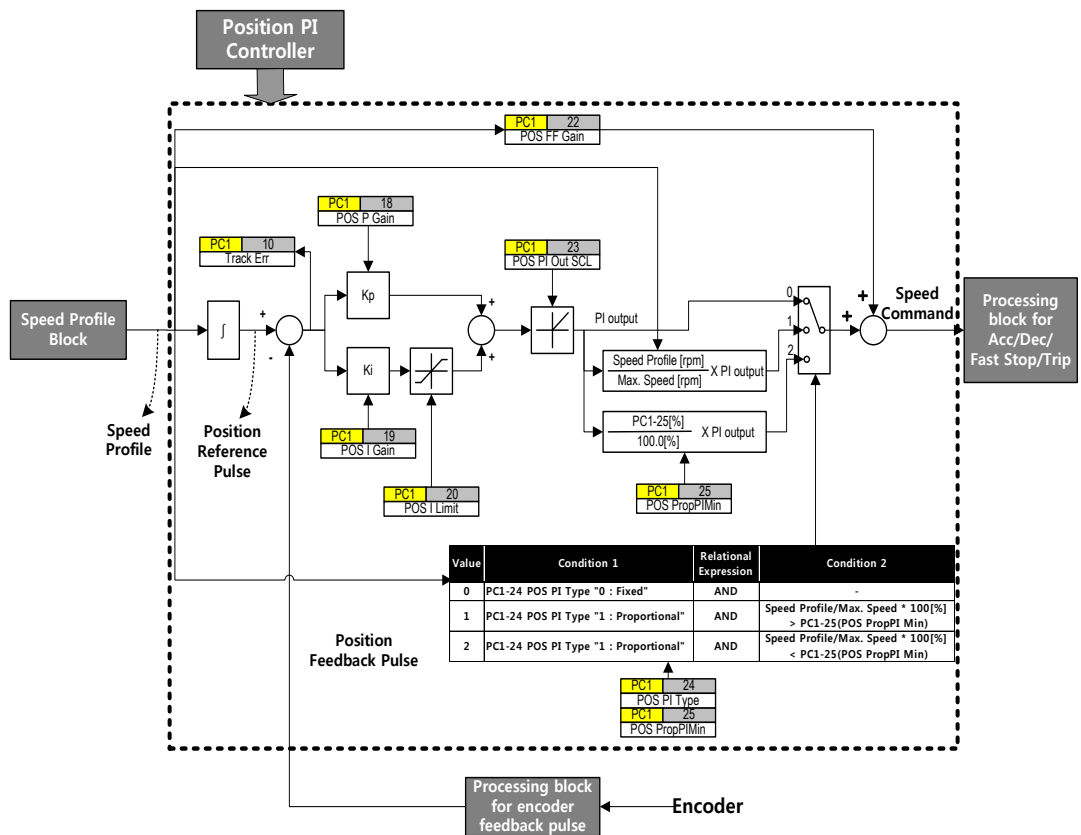 Position PI
Controller
PC1 22
POS FF Gain
PC1 18
POS P Gain
PC1 10
Track Err
PC1 23
POS PI Out SCL
Speed Profile
Block
∫
+
-
Kp
Ki
+
+
PI output
Speed Profile [rpm]
Max. Speed [rpm]
X PI output
PC1-25[%]
100.0[%]
X PI output
0
1
2
+
+
Speed
Command
Processing
block for
Acc/Dec/
Fast Stop/Trip
Speed
Profile
Position
Reference
Pulse
PC1 19
POS I Gain
PC1 20
POS I Limit
PC1 25
POS PropPIMin
Value Condition 1 Relational Expression Condition 2
0 PC1-24 POS PI Type "0 : Fixed" AND -
1 PC1-24 POS PI Type "1 : Proportional" AND Speed Profile/Max. Speed * 100[%]
> PC1-25(POS PropPI Min)
2 PC1-24 POS PI Type "1 : Proportional" AND Speed Profile/Max. Speed * 100[%]
< PC1-25(POS PropPI Min)
Position
Feedback Pulse
PC1 24
POS PI Type
PC1 25
POS PropPIMin
Processing block
for encoder
feedback pulse
Encoder